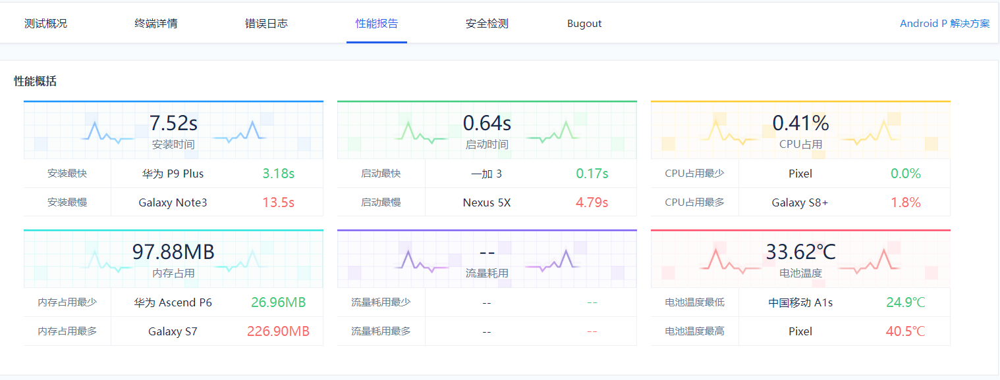 测试概况 终端详情 错误日志 性能报告 安全检测 Bugout Android P 解决方案
性能概括
7.52s 0.64s 0.41%
安装时间 启动时间 CPU占用
安装最快 华为 P9 Plus 3.18s 启动最快 一加 3 0.17s CPU占用最少 Pixel 0.0%
安装最慢 Galaxy Note3 13.5s 启动最慢 Nexus 5X 4.79s CPU占用最多 Galaxy S8+ 1.8%
97.88MB -- 33.62℃
内存占用 流量耗用 电池温度
内存占用最少 华为 Ascend P6 26.96MB 流量耗用最少 -- -- 电池温度最低 中国移动 A1s 24.9℃
内存占用最多 Galaxy S7 226.90MB 流量耗用最多 -- -- 电池温度最高 Pixel 40.5℃